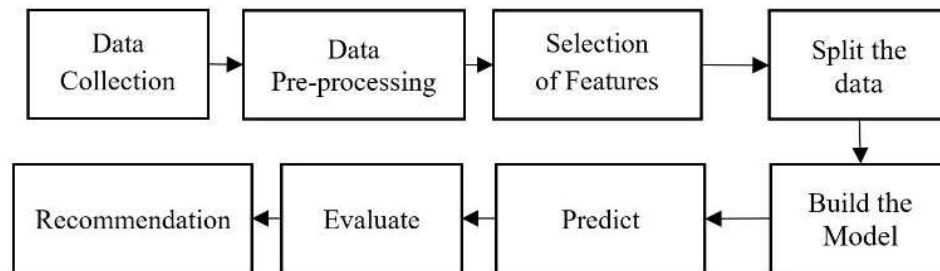 Data
Collection
Data
Pre-processing
Selection
of Features
Split the
data
Build the
Model
Predict
Evaluate
Recommendation